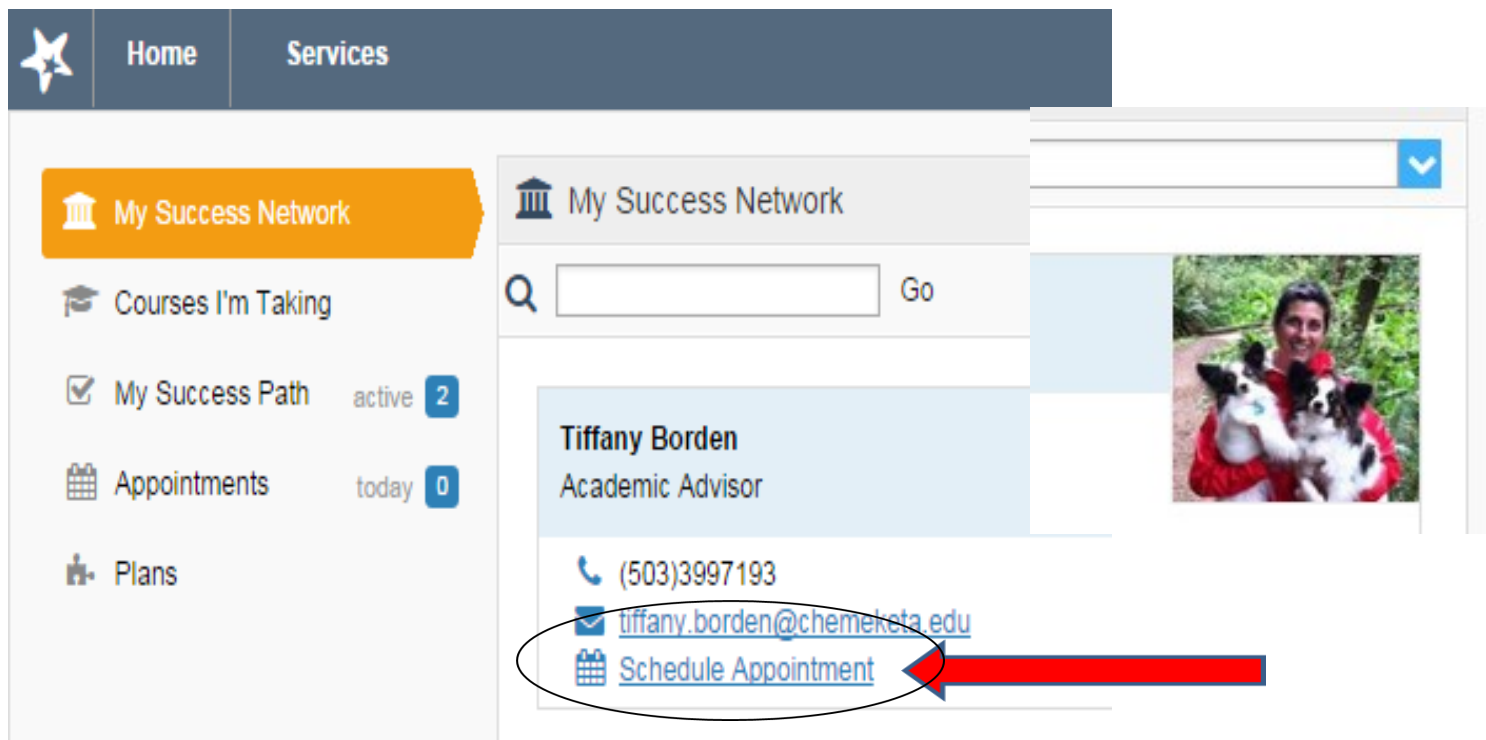 Home Services
My Success Network
Courses I'm Taking
My Success Path active 2
Appointments today 0
Plans
My Success Network
Go
Tiffany Borden
Academic Advisor
(503)3997193
tiffany.borden@chemeketa.edu
Schedule Appointment